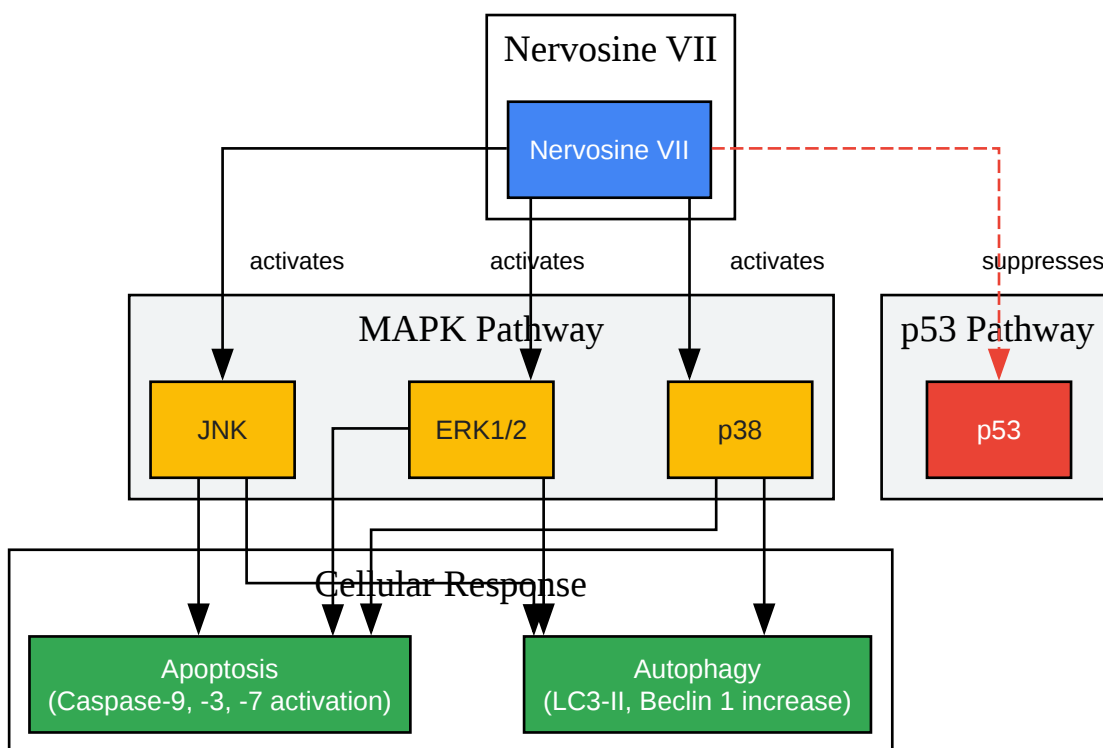 Nervosine VII
Nervosine VII
activates
activates
activates
suppresses
MAPK Pathway
p53 Pathway
JNK
ERK1/2
p38
p53
Cellular Response
Apoptosis
(Caspase-9, -3, -7 activation)
Autophagy
(LC3-II, Beclin 1 increase)